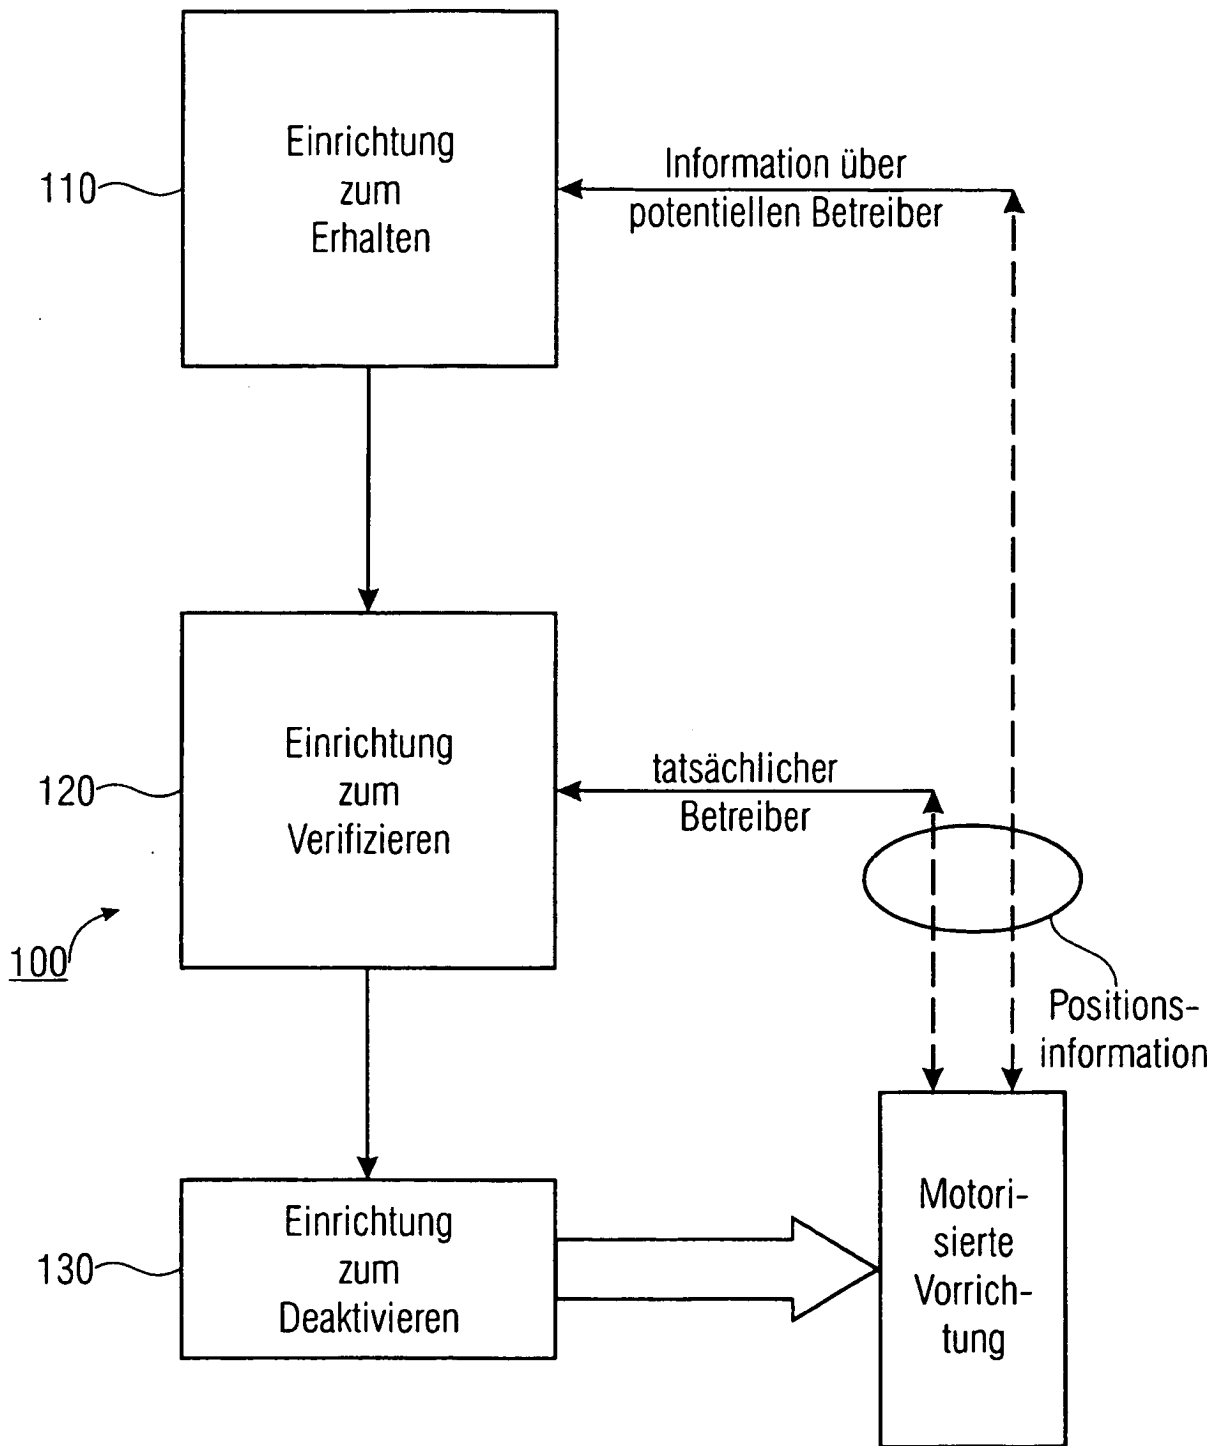 Einrichtung
zum
Erhalten
110
Information über
potentiellen Betreiber
Einrichtung
zum
Verifizieren
120
tatsächlicher
Betreiber
100
Positions-
information
Einrichtung
zum
Deaktivieren
130
Motori-
sierte
Vorrich-
tung